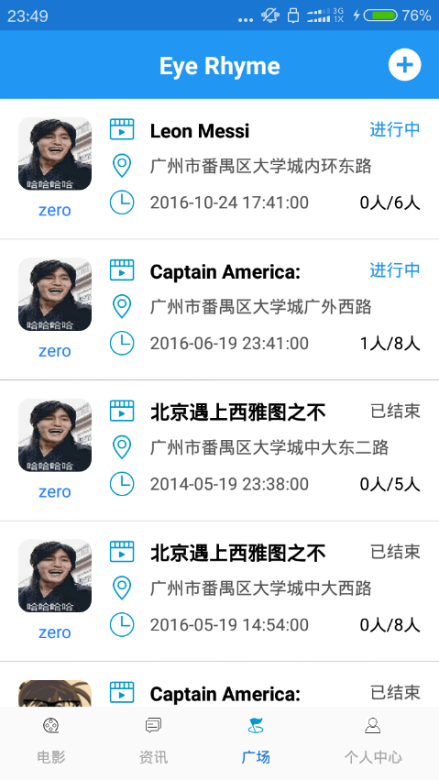 23:49
3G
1X
76%
Eye Rhyme
Leon Messi
进行中
广州市番禺区大学城内环东路
2016-10-24 17:41:00
0人/6人
哈哈哈哈哈
zero
Captain America:
进行中
广州市番禺区大学城广外西路
2016-06-19 23:41:00
1人/8人
哈哈哈哈哈
zero
北京遇上西雅图之不
已结束
广州市番禺区大学城中大东二路
2014-05-19 23:38:00
0人/5人
哈哈哈哈哈
zero
北京遇上西雅图之不
已结束
广州市番禺区大学城中大西路
2016-05-19 14:54:00
0人/8人
哈哈哈哈哈
zero
Captain America:
已结束
电影
资讯
广场
个人中心